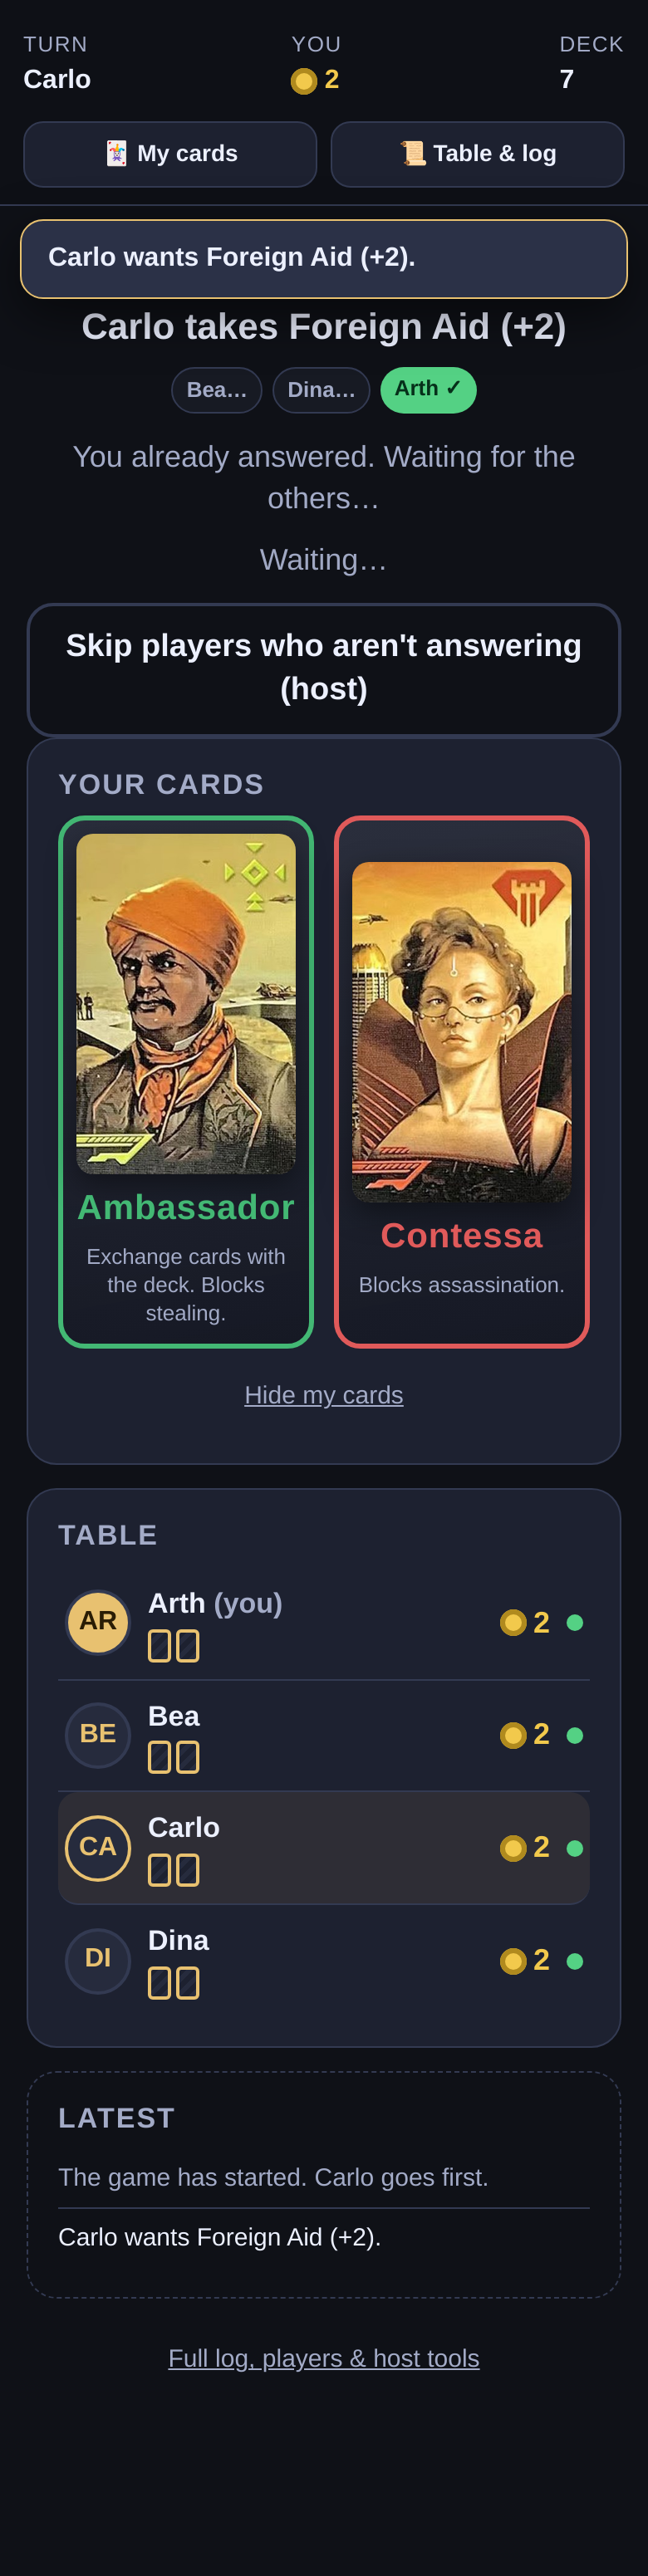 TURN
Carlo
YOU
2
DECK
7
My cards
Table & log
Carlo wants Foreign Aid (+2).
Carlo takes Foreign Aid (+2)
Bea…
Dina…
Arth ✓
You already answered. Waiting for the
others…
Waiting…
Skip players who aren't answering
(host)
YOUR CARDS
Ambassador
Exchange cards with
the deck. Blocks
stealing.
Contessa
Blocks assassination.
Hide my cards
TABLE
AR
Arth (you)
2
BE
Bea
2
CA
Carlo
2
DI
Dina
2
LATEST
The game has started. Carlo goes first.
Carlo wants Foreign Aid (+2).
Full log, players & host tools